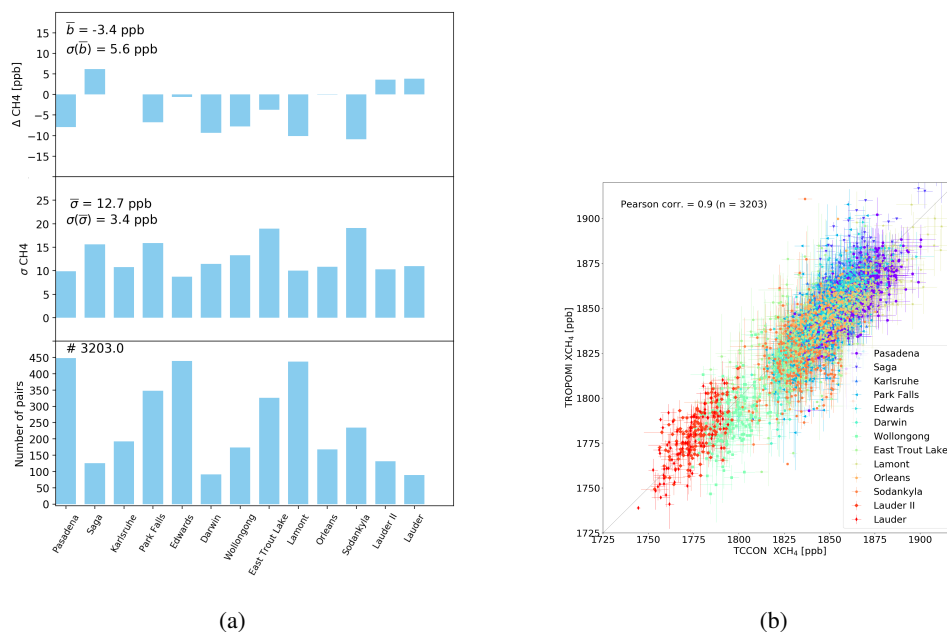 b̅ = -3.4 ppb
σ(b̅) = 5.6 ppb
Δ CH4 [ppb]
15
10
5
0
−5
−10
−15
σ̅ = 12.7 ppb
σ(σ̅) = 3.4 ppb
σ CH4
25
20
15
10
5
0
# 3203.0
Number of pairs
450
400
350
300
250
200
150
100
50
0
Pasadena
Saga
Karlsruhe
Park Falls
Edwards
Darwin
Wollongong
East Trout Lake
Lamont
Orleans
Sodankyla
Lauder II
Lauder
(a)
Pearson corr. = 0.9 (n = 3203)
TROPOMI XCH₄ [ppb]
1900
1875
1850
1825
1800
1775
1750
1725
Pasadena
Saga
Karlsruhe
Park Falls
Edwards
Darwin
Wollongong
East Trout Lake
Lamont
Orleans
Sodankyla
Lauder II
Lauder
1725 1750 1775 1800 1825 1850 1875 1900
TCCON XCH₄ [ppb]
(b)